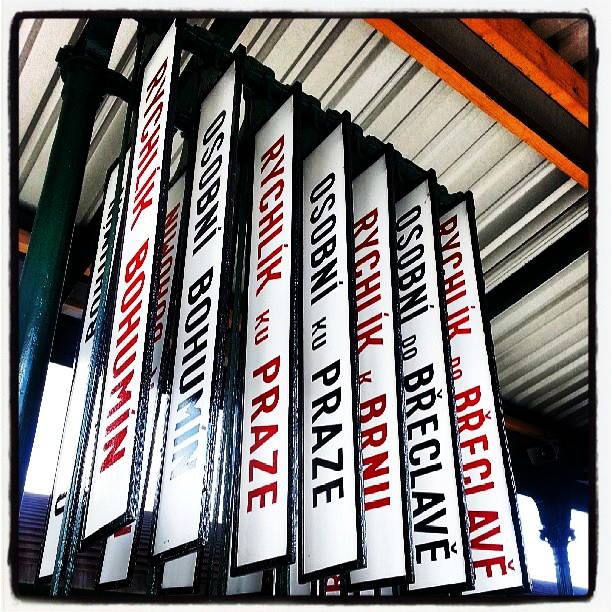 RYCHLÍK BOHUMÍN
OSOBNÍ BOHUMÍN
RYCHLÍK KU PRAZE
OSOBNÍ KU PRAZE
RYCHLÍK K BRNU
OSOBNÍ DO BŘECLAVĚ
RYCHLÍK DO BŘECLAVĚ